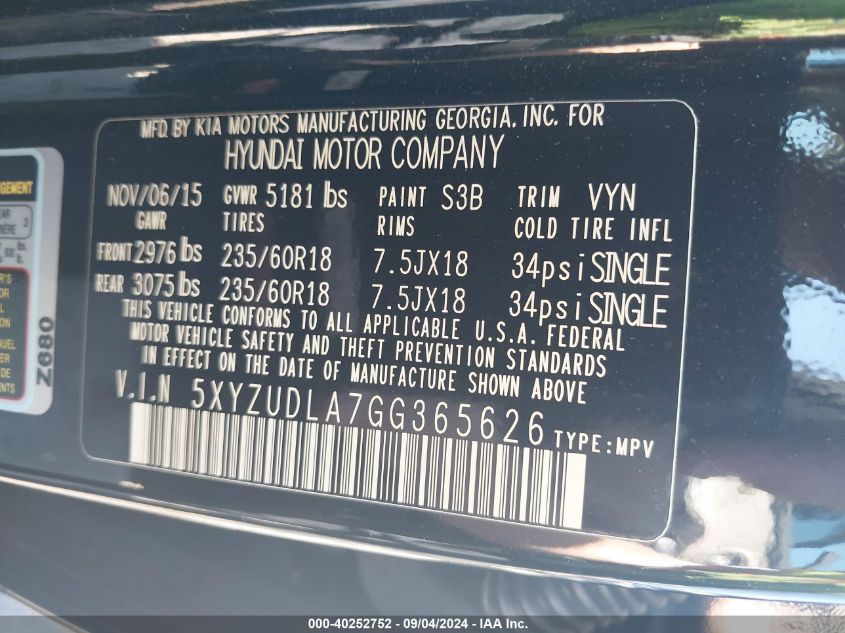 MFD. BY KIA MOTORS MANUFACTURING GEORGIA, INC. FOR
HYUNDAI MOTOR COMPANY
NOV/06/15 GVWR 5181 lbs PAINT S3B TRIM VYN
GAWR TIRES RIMS COLD TIRE INFL
FRONT 2976 lbs 235/60R18 7.5JX18 34psi SINGLE
REAR 3075 lbs 235/60R18 7.5JX18 34psi SINGLE
THIS VEHICLE CONFORMS TO ALL APPLICABLE U.S.A. FEDERAL
MOTOR VEHICLE SAFETY AND THEFT PREVENTION STANDARDS
IN EFFECT ON THE DATE OF MANUFACTURE SHOWN ABOVE
V.I.N 5XYZUDLA7GG365626 TYPE:MPV
Z680
000-40252752 - 09/04/2024 - IAA Inc.